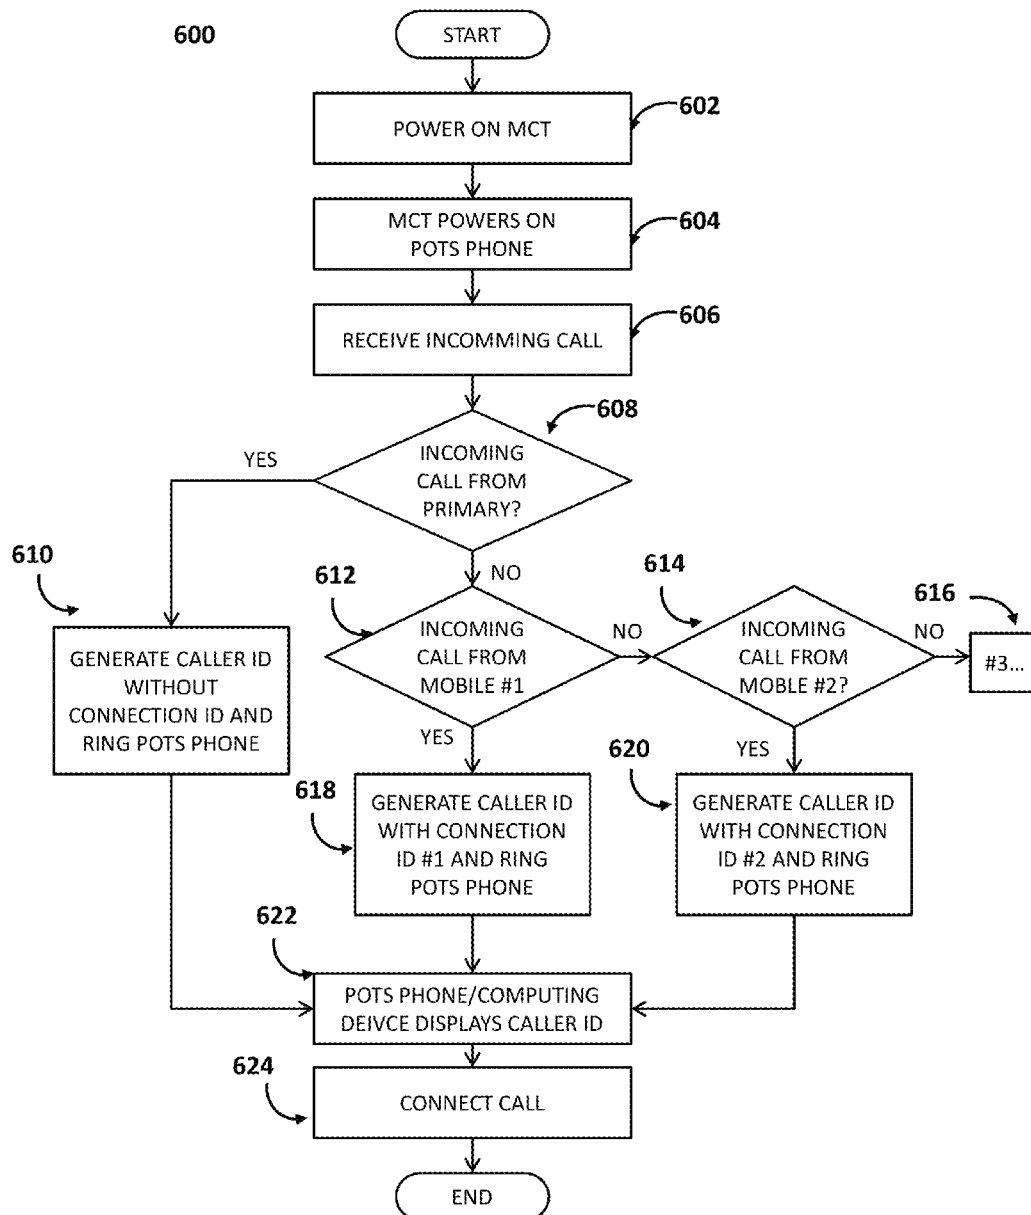 600
START
POWER ON MCT
602
MCT POWERS ON
POTS PHONE
604
RECEIVE INCOMMING CALL
606
608
INCOMING
CALL FROM
PRIMARY?
YES
NO
610
GENERATE CALLER ID
WITHOUT
CONNECTION ID AND
RING POTS PHONE
612
INCOMING
CALL FROM
MOBILE #1
NO
YES
614
INCOMING
CALL FROM
MOBLE #2?
NO
YES
616
#3...
618
GENERATE CALLER ID
WITH CONNECTION
ID #1 AND RING
POTS PHONE
620
GENERATE CALLER ID
WITH CONNECTION
ID #2 AND RING
POTS PHONE
622
POTS PHONE/COMPUTING
DEIVCE DISPLAYS CALLER ID
624
CONNECT CALL
END